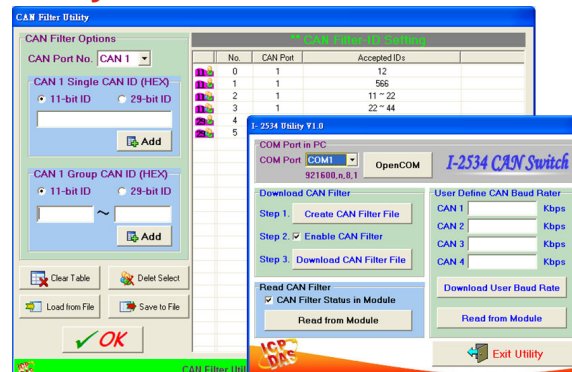 CAN Filter Utility
CAN Filter Options
CAN Port No. CAN 1
CAN 1 Single CAN ID (HEX)
11-bit ID 29-bit ID
Add
CAN 1 Group CAN ID (HEX)
11-bit ID 29-bit ID
~
Add
Clear Table Delet Select
Load from File Save to File
OK
** CAN Filter-ID Setting
No. CAN Port Accepted IDs
11 0 1 12
11 1 1 566
11 2 1 11 ~ 22
11 3 1 22 ~ 44
29 4
29 5
CAN Filter Util
I- 2534 Utility V1.0
COM Port in PC
COM Port COM1 OpenCOM
921600,n,8,1
I-2534 CAN Switch
Download CAN Filter
Step 1. Create CAN Filter File
Step 2. Enable CAN Filter
Step 3. Download CAN Filter File
Read CAN Filter
CAN Filter Status in Module
Read from Module
User Define CAN Baud Rater
CAN 1 Kbps
CAN 2 Kbps
CAN 3 Kbps
CAN 4 Kbps
Download User Baud Rate
Read from Module
ICP DAS
Exit Utility